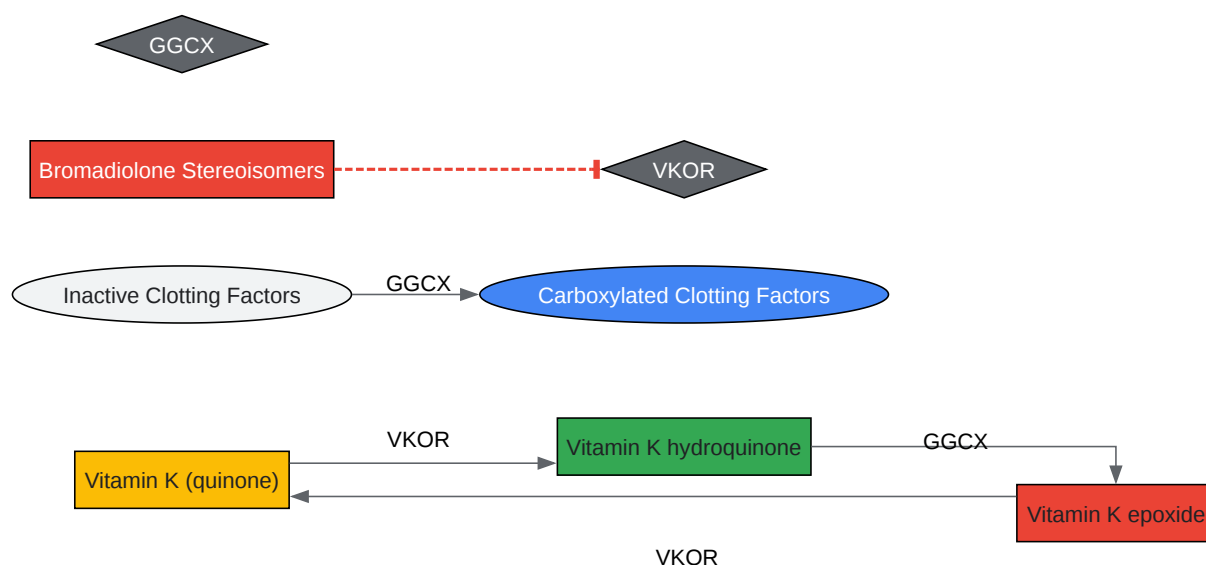 GGCX
Bromadiolone Stereoisomers
VKOR
Inactive Clotting Factors
GGCX
Carboxylated Clotting Factors
VKOR
Vitamin K hydroquinone
GGCX
Vitamin K (quinone)
Vitamin K epoxide
VKOR